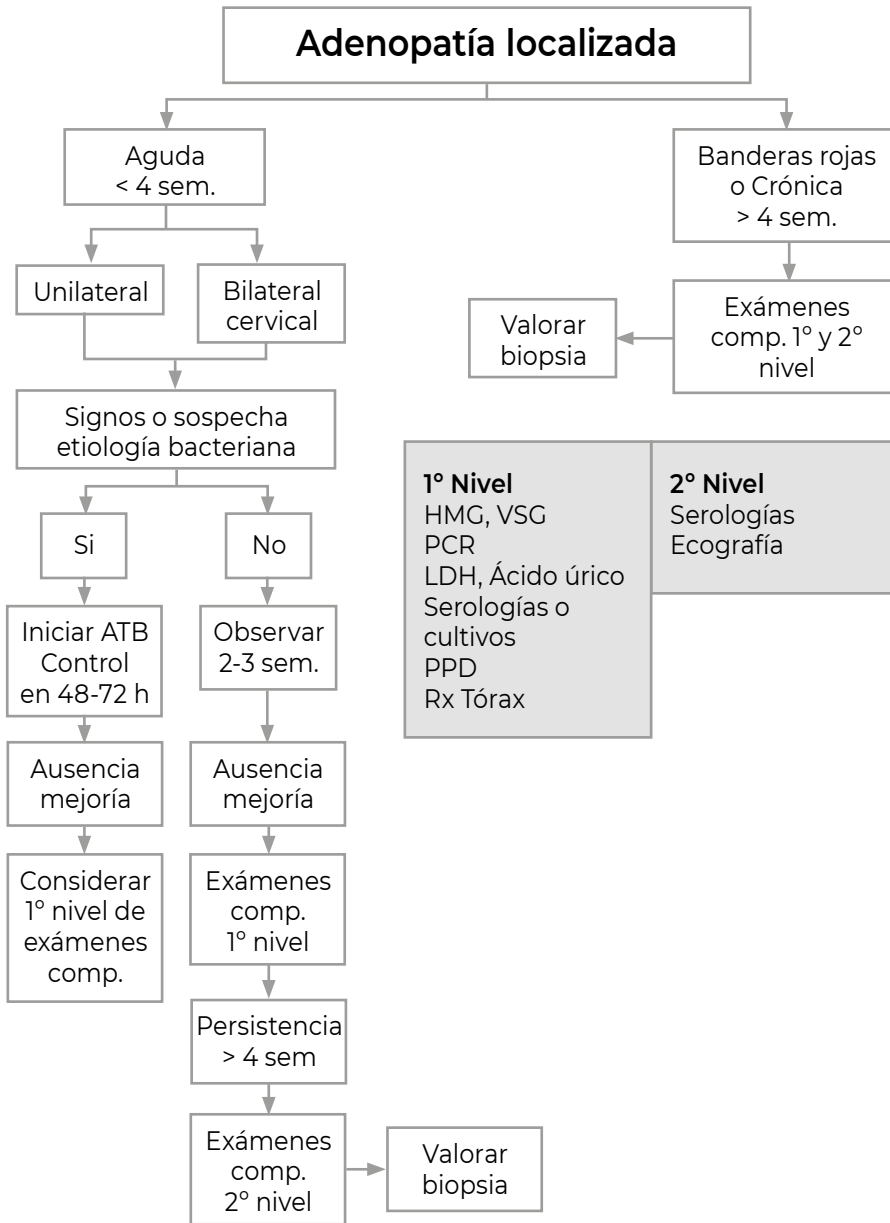 Adenopatía localizada
Aguda
< 4 sem.
Banderas rojas
o Crónica
> 4 sem.
Unilateral
Bilateral
cervical
Exámenes
comp. 1º y 2º
nivel
Valorar
biopsia
Signos o sospecha
etiología bacteriana
Si
No
Iniciar ATB
Control
en 48-72 h
Observar
2-3 sem.
Ausencia
mejoría
Ausencia
mejoría
Considerar
1º nivel de
exámenes
comp.
Exámenes
comp.
1º nivel
Persistencia
> 4 sem
Exámenes
comp.
2º nivel
Valorar
biopsia
1º Nivel
HMG, VSG
PCR
LDH, Ácido úrico
Serologías o
cultivos
PPD
Rx Tórax
2º Nivel
Serologías
Ecografía